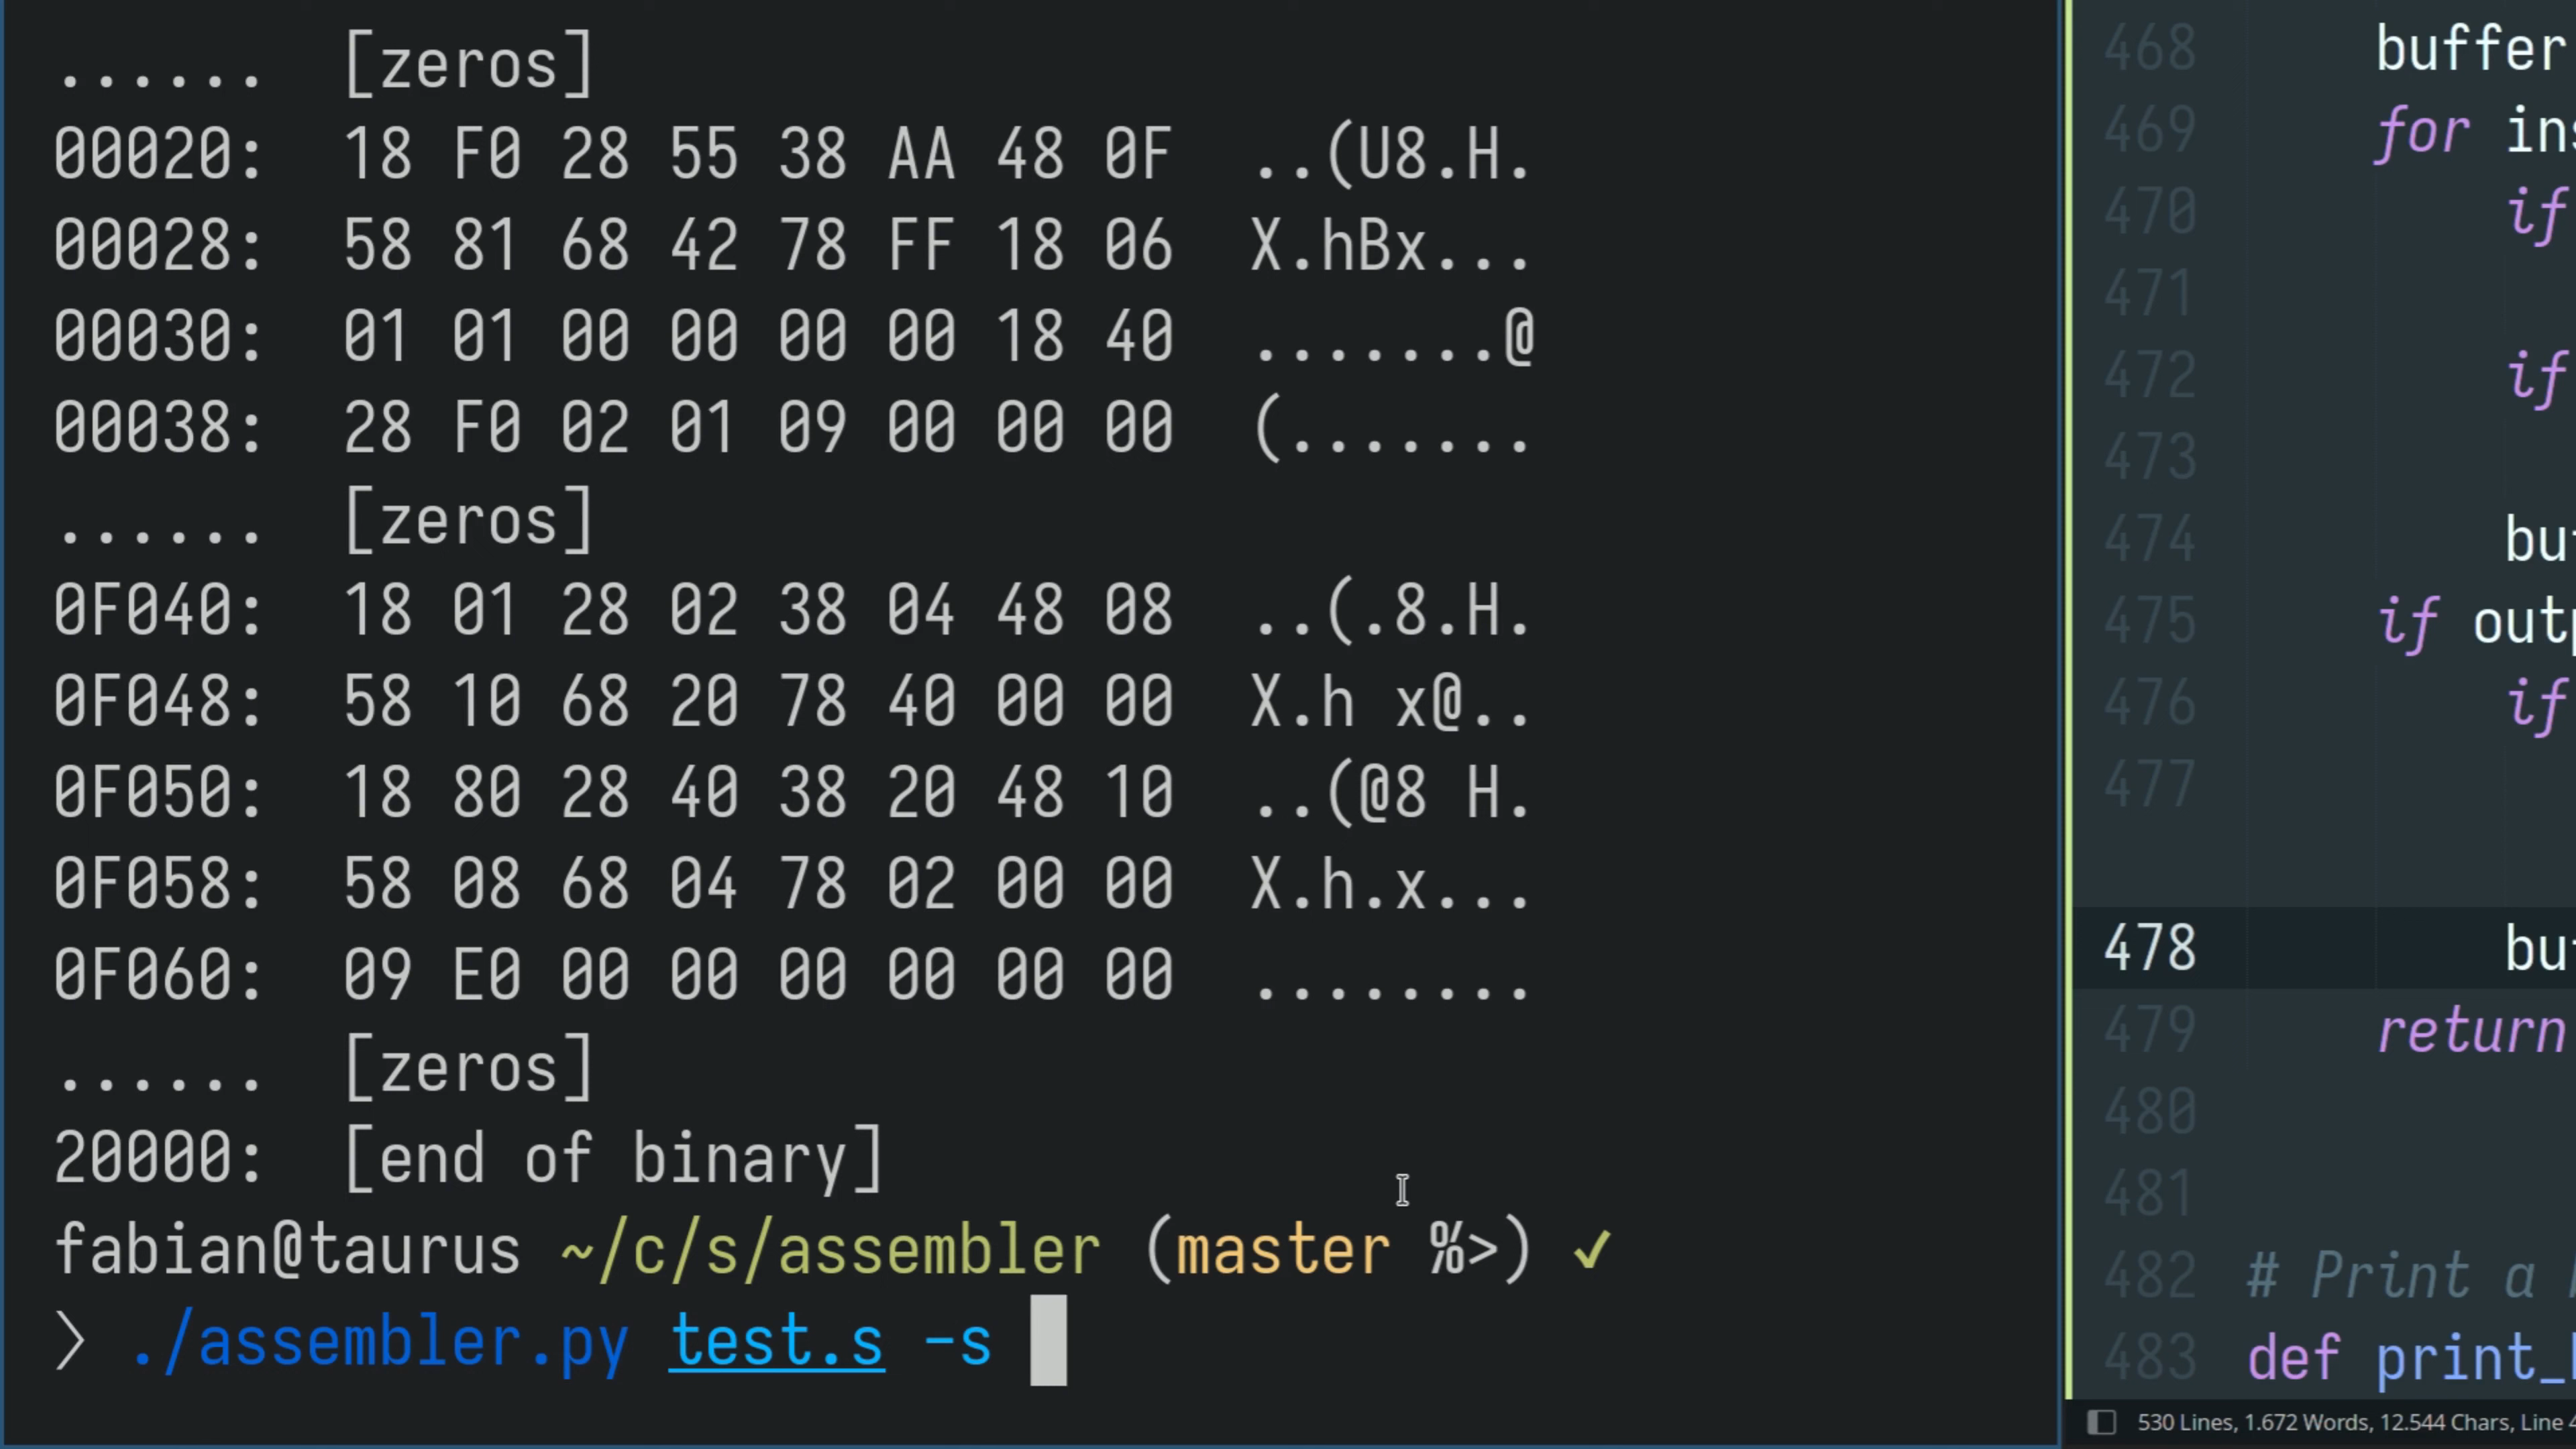 ...... [zeros]
00020: 18 F0 28 55 38 AA 48 0F ..(U8.H.
00028: 58 81 68 42 78 FF 18 06 X.hBx...
00030: 01 01 00 00 00 00 18 40 .......@
00038: 28 F0 02 01 09 00 00 00 (.......
...... [zeros]
0F040: 18 01 28 02 38 04 48 08 ..(.8.H.
0F048: 58 10 68 20 78 40 00 00 X.h x@..
0F050: 18 80 28 40 38 20 48 10 ..(@8 H.
0F058: 58 08 68 04 78 02 00 00 X.h.x...
0F060: 09 E0 00 00 00 00 00 00 ........
...... [zeros]
20000: [end of binary]
fabian@taurus ~/c/s/assembler (master %>) ✓
❯ ./assembler.py test.s -s
468 buffer
469 for ins
470 if
471
472 if
473
474 bu
475 if outp
476 if
477
478 bu
479 return
480
481
482 # Print a
483 def print_
530 Lines, 1.672 Words, 12.544 Chars, Line